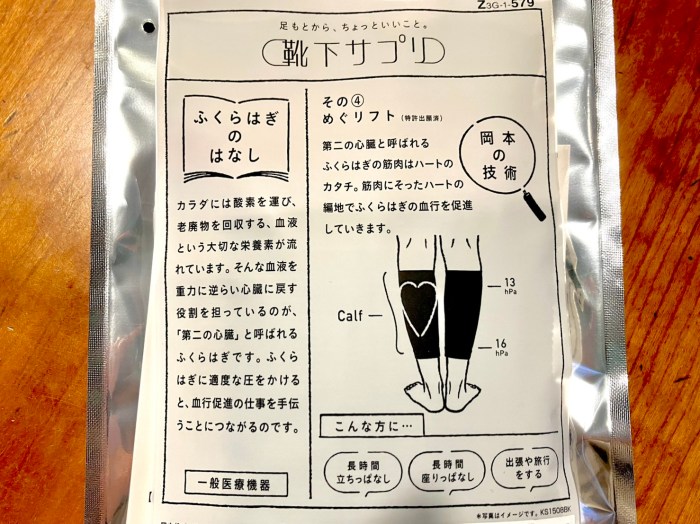 Z3G-1-579
足もとから、ちょっといいこと。
靴下サプリ
ふくらはぎ
の
はなし
カラダには酸素を運び、
老廃物を回収する、血液
という大切な栄養素が流
れています。そんな血液を
重力に逆らい心臓に戻す
役割を担っているのが、
「第二の心臓」と呼ばれる
ふくらはぎです。ふくら
はぎに適度な圧をかける
と、血行促進の仕事を手伝
うことにつながるのです。
一般医療機器
その④
めぐリフト(特許出願済)
第二の心臓と呼ばれる
ふくらはぎの筋肉はハートの
カタチ。筋肉にそったハートの
編地でふくらはぎの血行を促進
していきます。
岡本
の
技術
Calf
13
hPa
16
hPa
こんな方に…
長時間
立ちっぱなし
長時間
座りっぱなし
出張や旅行
をする
*写真はイメージです。KS1508BK